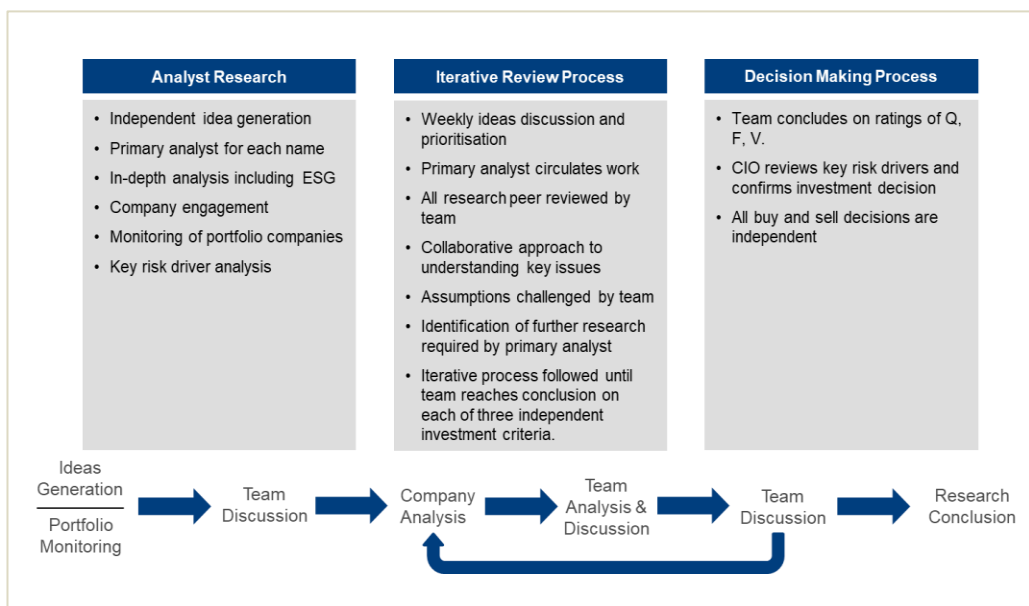 Analyst Research
• Independent idea generation
• Primary analyst for each name
• In-depth analysis including ESG
• Company engagement
• Monitoring of portfolio companies
• Key risk driver analysis
Iterative Review Process
• Weekly ideas discussion and
prioritisation
• Primary analyst circulates work
• All research peer reviewed by
team
• Collaborative approach to
understanding key issues
• Assumptions challenged by team
• Identification of further research
required by primary analyst
• Iterative process followed until
team reaches conclusion on
each of three independent
investment criteria.
Decision Making Process
• Team concludes on ratings of Q,
F, V.
• CIO reviews key risk drivers and
confirms investment decision
• All buy and sell decisions are
independent
Ideas
Generation
Portfolio
Monitoring
Team
Discussion
Company
Analysis
Team
Analysis &
Discussion
Team
Discussion
Research
Conclusion